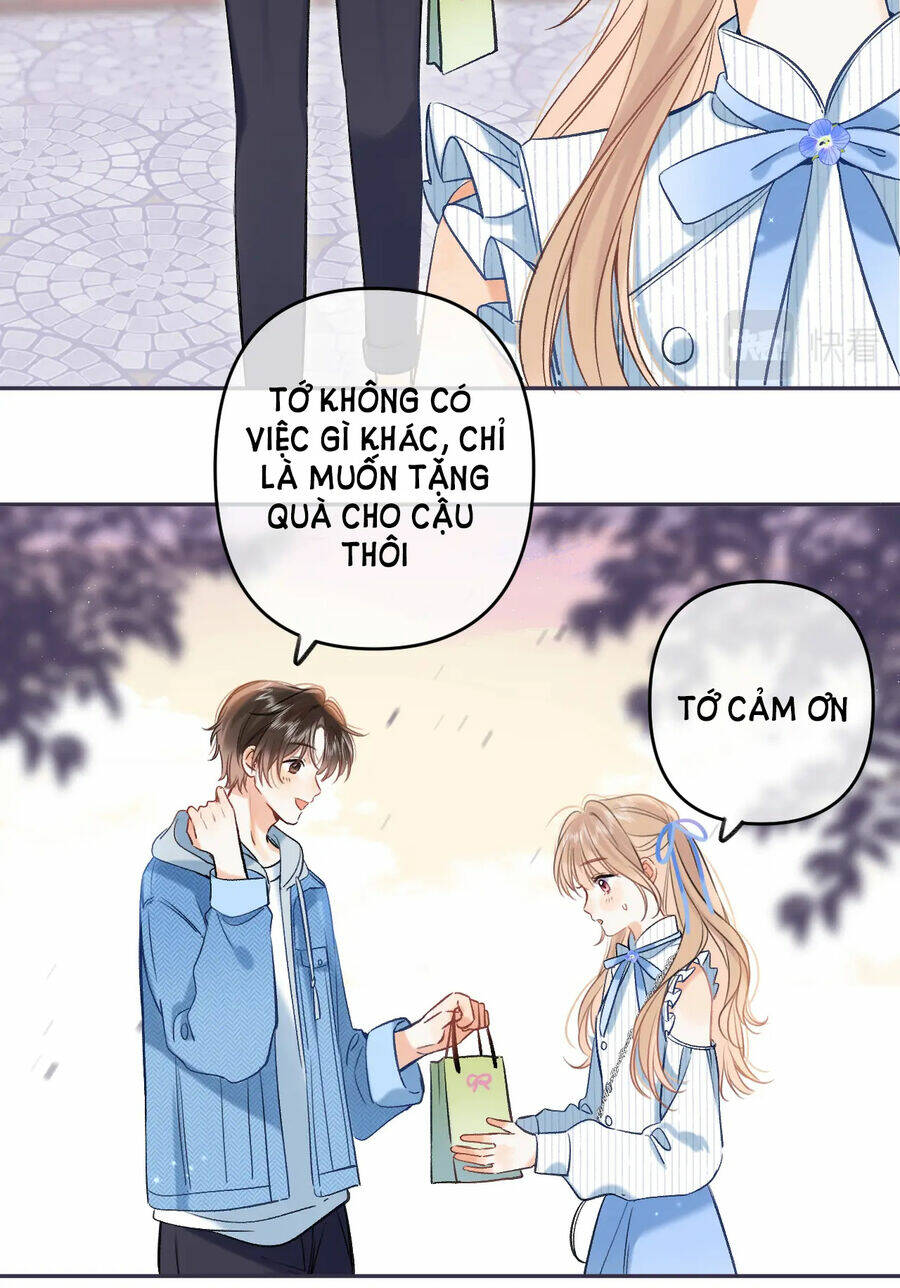 快看
TỚ KHÔNG CÓ
VIỆC GÌ KHÁC, CHỈ
LÀ MUỐN TẶNG
QUÀ CHO CẬU
THÔI
TỚ CẢM ƠN